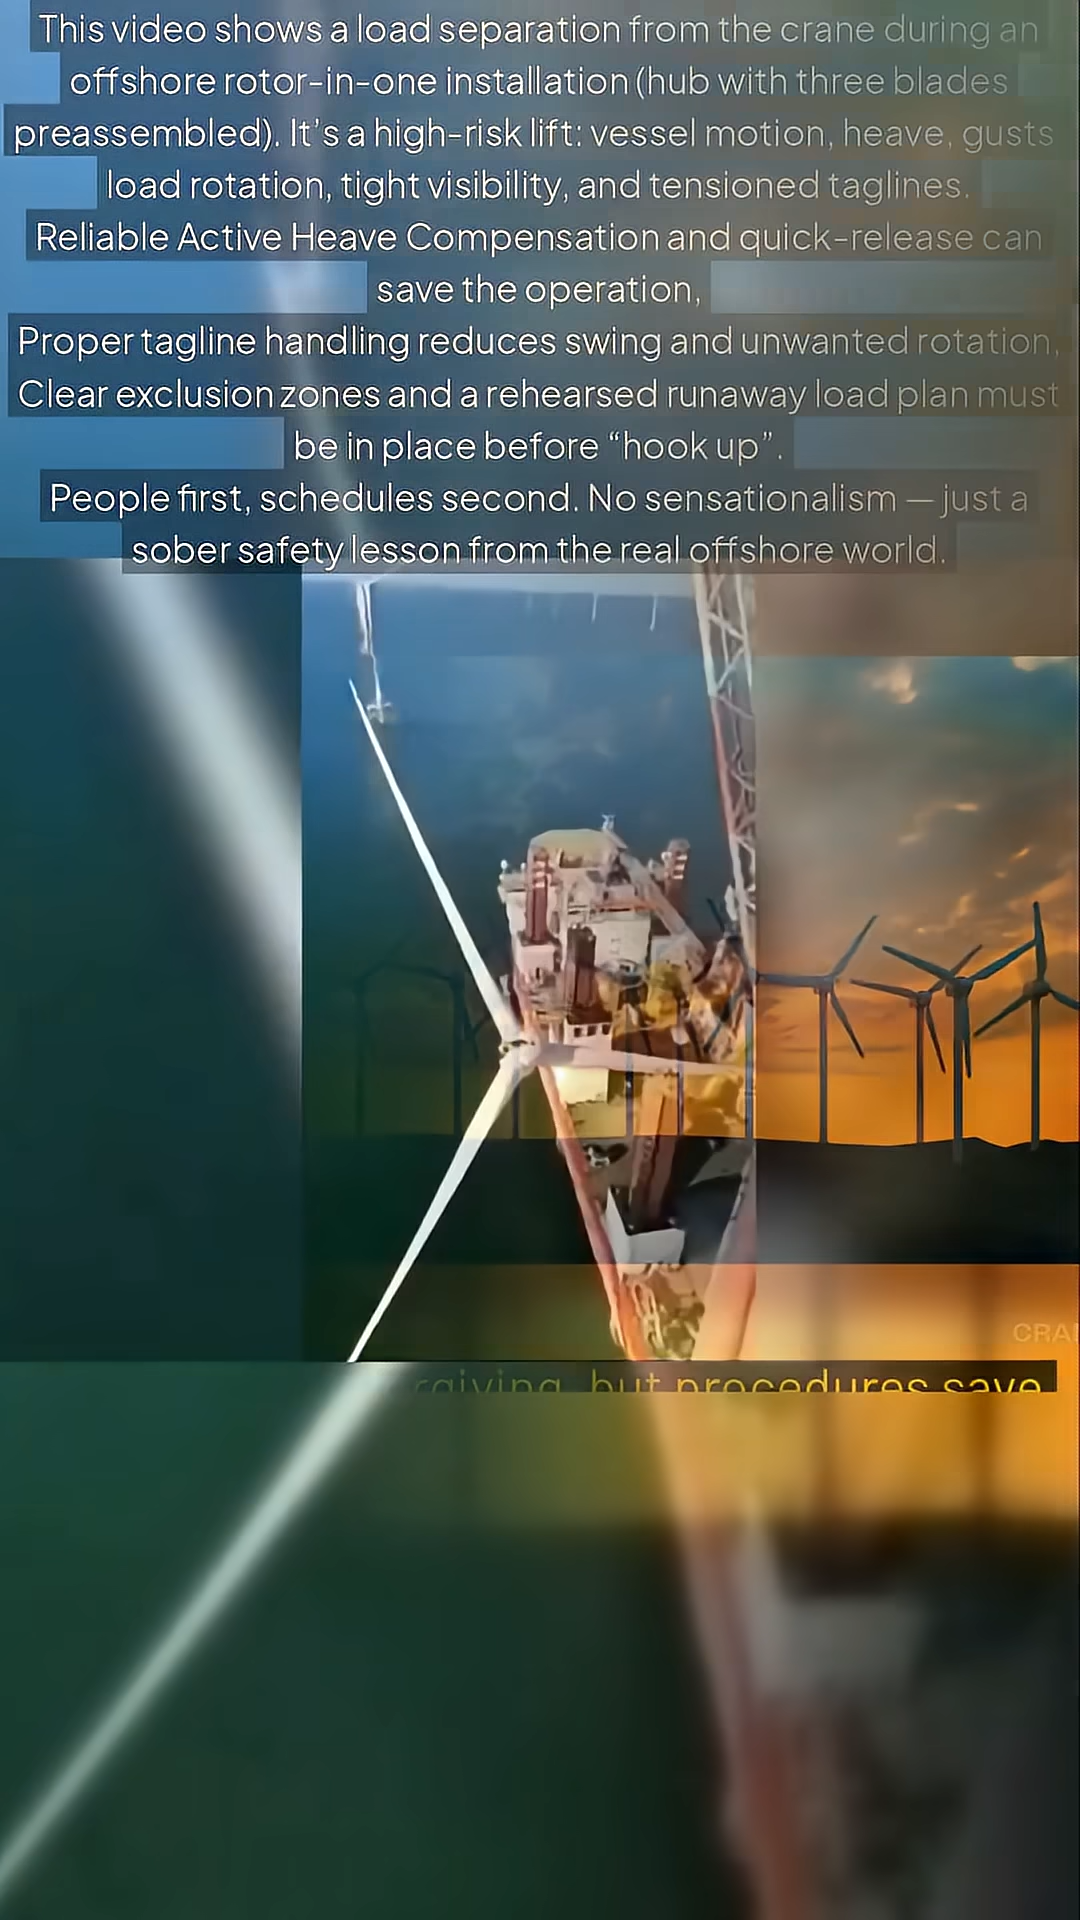 This video shows a load separation from the crane during an
offshore rotor-in-one installation (hub with three blades
preassembled). It's a high-risk lift: vessel motion, heave, gusts
load rotation, tight visibility, and tensioned taglines.
Reliable Active Heave Compensation and quick-release can
save the operation,
Proper tagline handling reduces swing and unwanted rotation,
Clear exclusion zones and a rehearsed runaway load plan must
be in place before “hook up”.
People first, schedules second. No sensationalism — just a
sober safety lesson from the real offshore world.
but procedures save